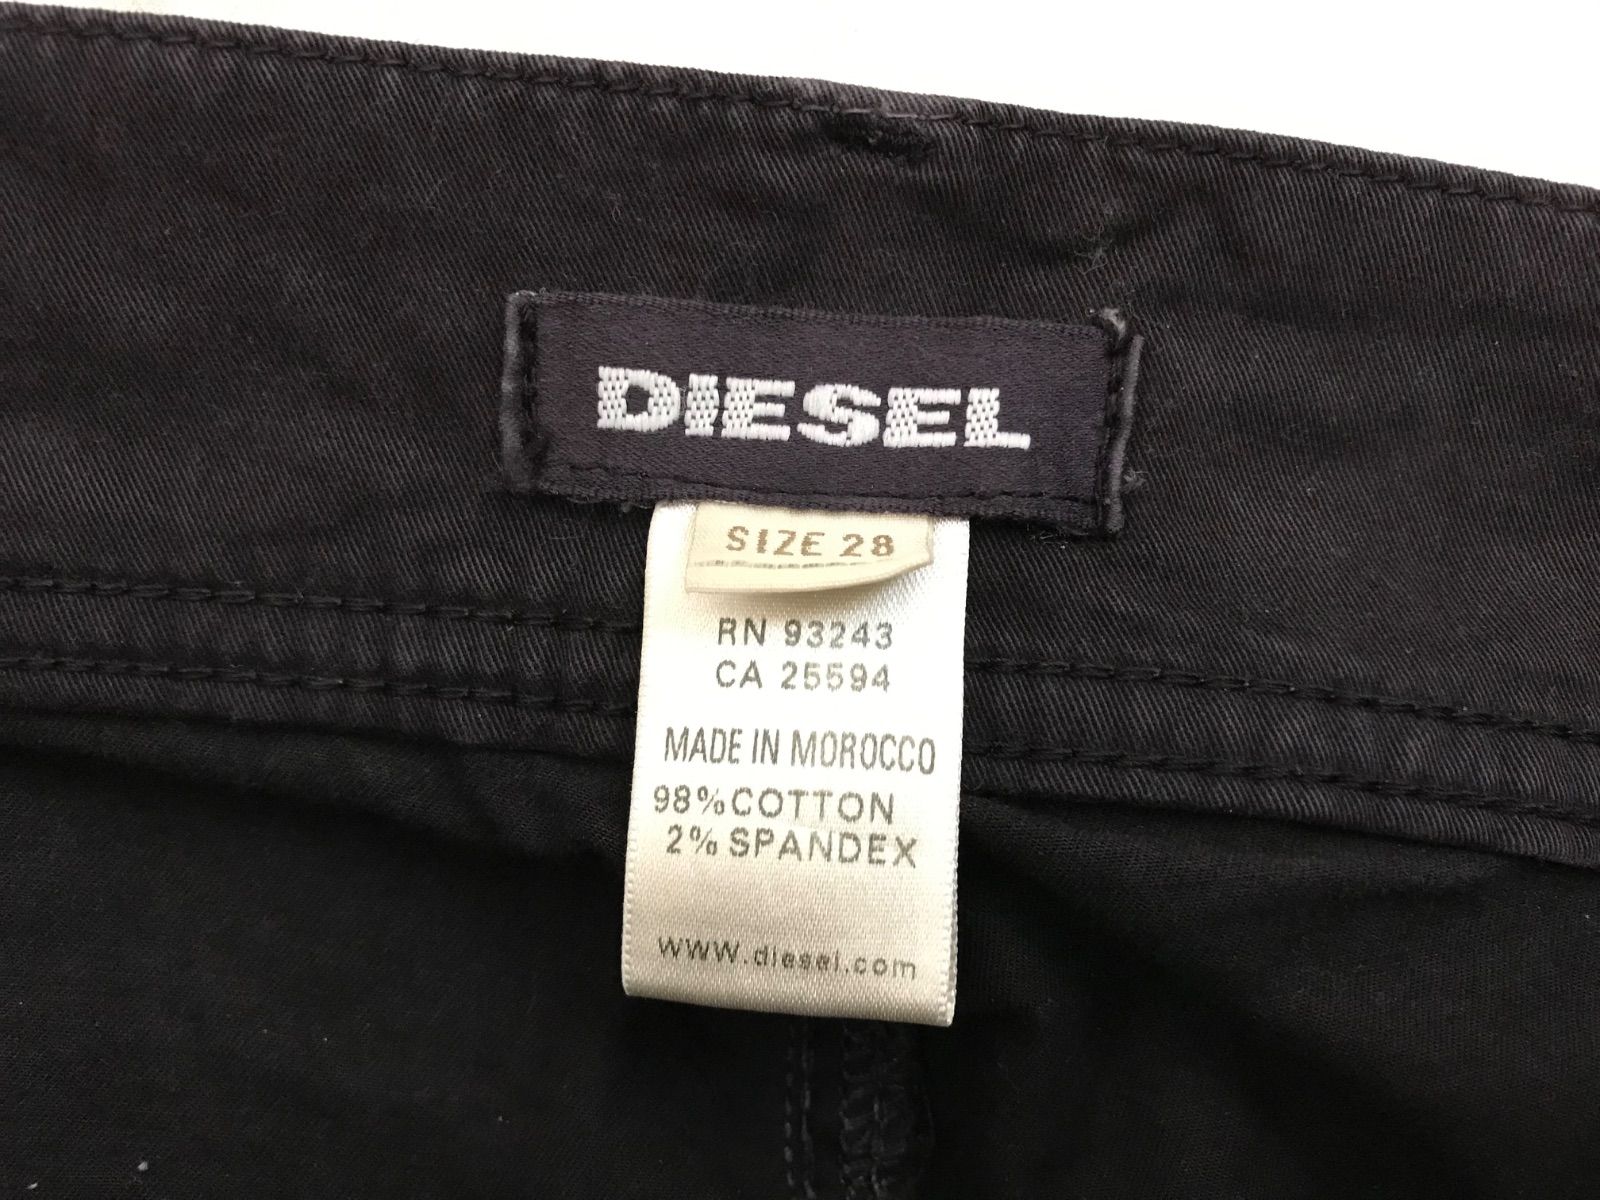 DIESEL
SIZE 28
RN 93243
CA 25594
MADE IN MOROCCO
98% COTTON
2% SPANDEX
www.diesel.com